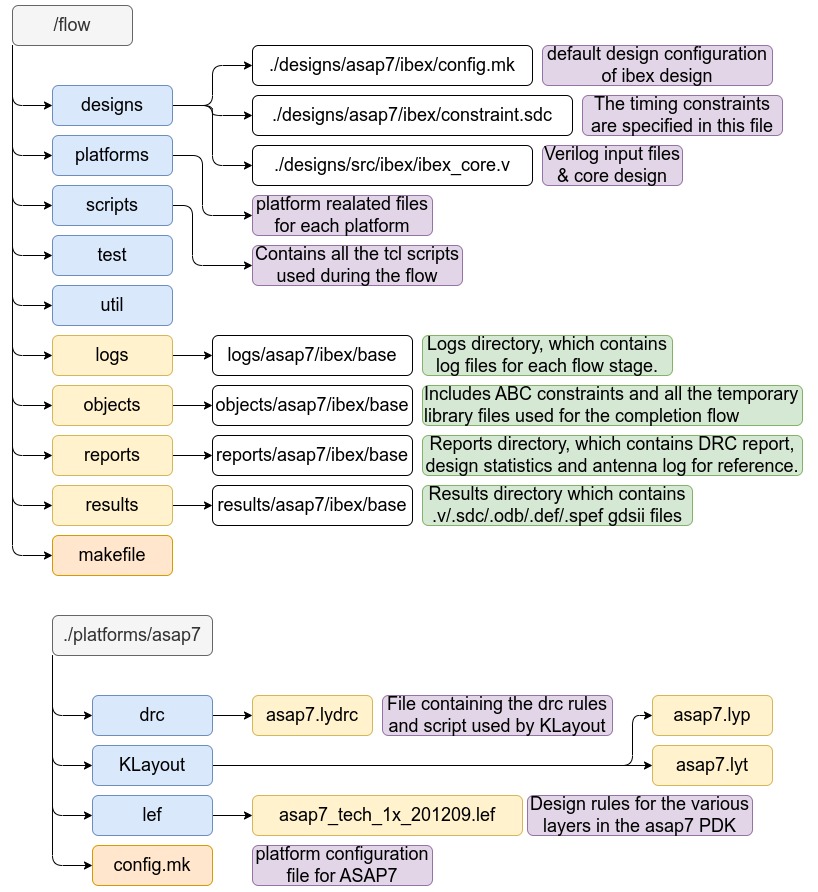 /flow
designs
./designs/asap7/ibex/config.mk
default design configuration
of ibex design
./designs/asap7/ibex/constraint.sdc
The timing constraints
are specified in this file
./designs/src/ibex/ibex_core.v
Verilog input files
& core design
platforms
platform realated files
for each platform
scripts
Contains all the tcl scripts
used during the flow
test
util
logs
logs/asap7/ibex/base
Logs directory, which contains
log files for each flow stage.
objects
objects/asap7/ibex/base
Includes ABC constraints and all the temporary
library files used for the completion flow
reports
reports/asap7/ibex/base
Reports directory, which contains DRC report,
design statistics and antenna log for reference.
results
results/asap7/ibex/base
Results directory which contains
.v/.sdc/.odb/.def/.spef gdsii files
makefile
./platforms/asap7
drc
asap7.lydrc
File containing the drc rules
and script used by KLayout
KLayout
asap7.lyp
asap7.lyt
lef
asap7_tech_1x_201209.lef
Design rules for the various
layers in the asap7 PDK
config.mk
platform configuration
file for ASAP7